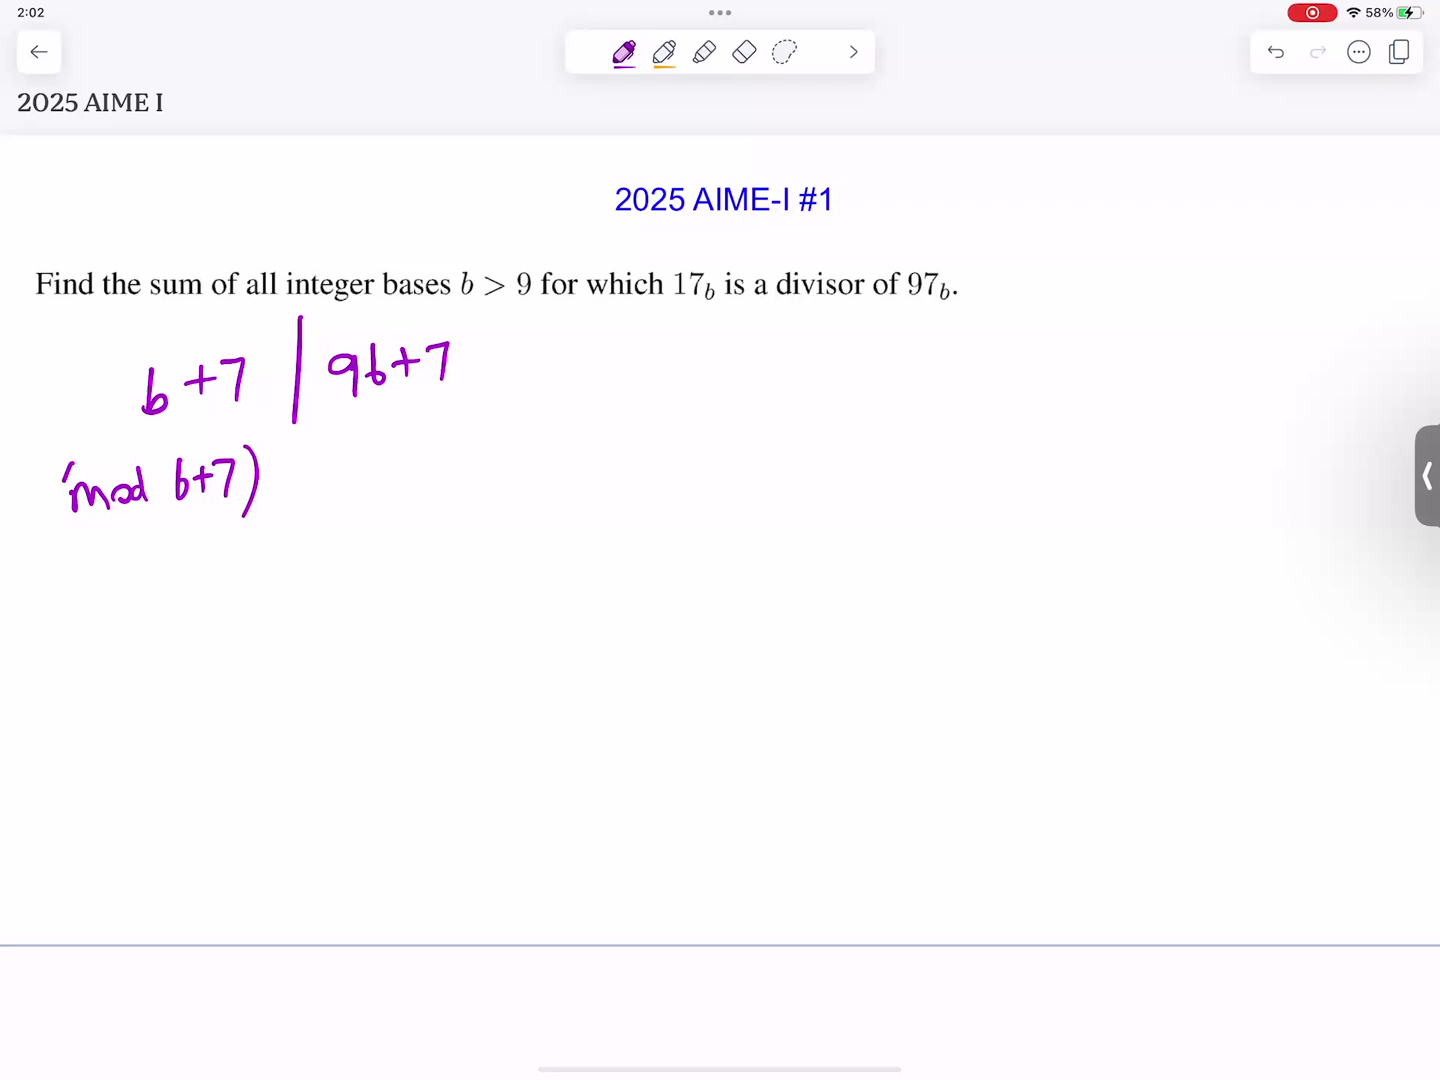 2:02
58%
2025 AIME I
2025 AIME-I #1
Find the sum of all integer bases b > 9 for which 17_b is a divisor of 97_b.
b+7 | 9b+7
(mod b+7)